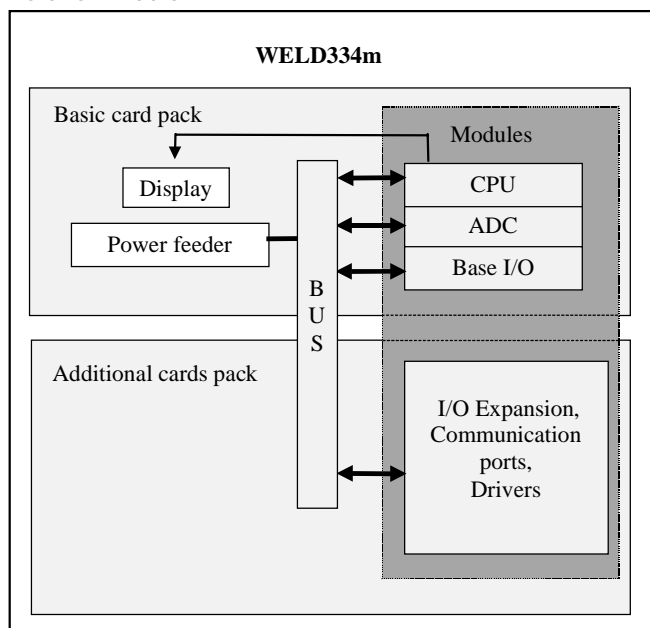 WELD334m
Basic card pack
Modules
Display
CPU
Power feeder
ADC
Base I/O
B
U
S
Additional cards pack
I/O Expansion,
Communication
ports,
Drivers